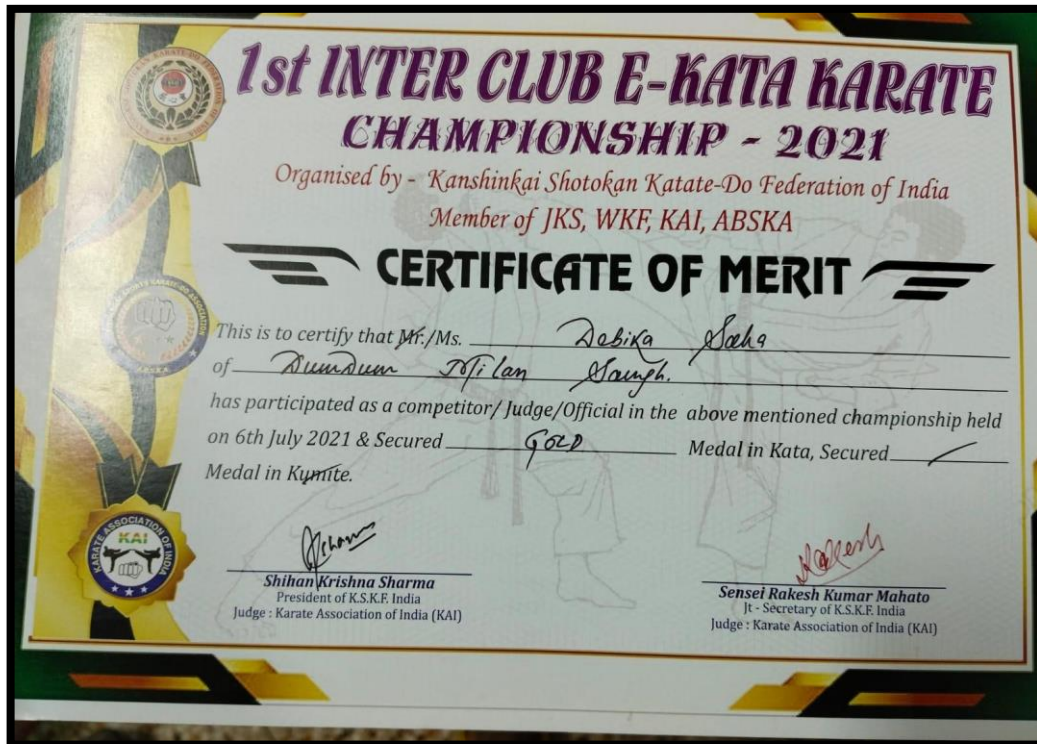 1st INTER CLUB E-KATA KARATE
CHAMPIONSHIP - 2021
Organised by - Kanshinkai Shotokan Katate-Do Federation of India
Member of JKS, WKF, KAI, ABSKA
CERTIFICATE OF MERIT
This is to certify that Mr./Ms. Debika Saha
of DumDum Milan Sangh.
has participated as a competitor/ Judge/Official in the above mentioned championship held
on 6th July 2021 & Secured GOLD Medal in Kata, Secured
Medal in Kumite.
KARATE ASSOCIATION OF INDIA
KAI
ABSKA
Shihan Krishna Sharma
President of K.S.K.F. India
Judge : Karate Association of India (KAI)
Rakesh
Sensei Rakesh Kumar Mahato
Jt - Secretary of K.S.K.F. India
Judge : Karate Association of India (KAI)